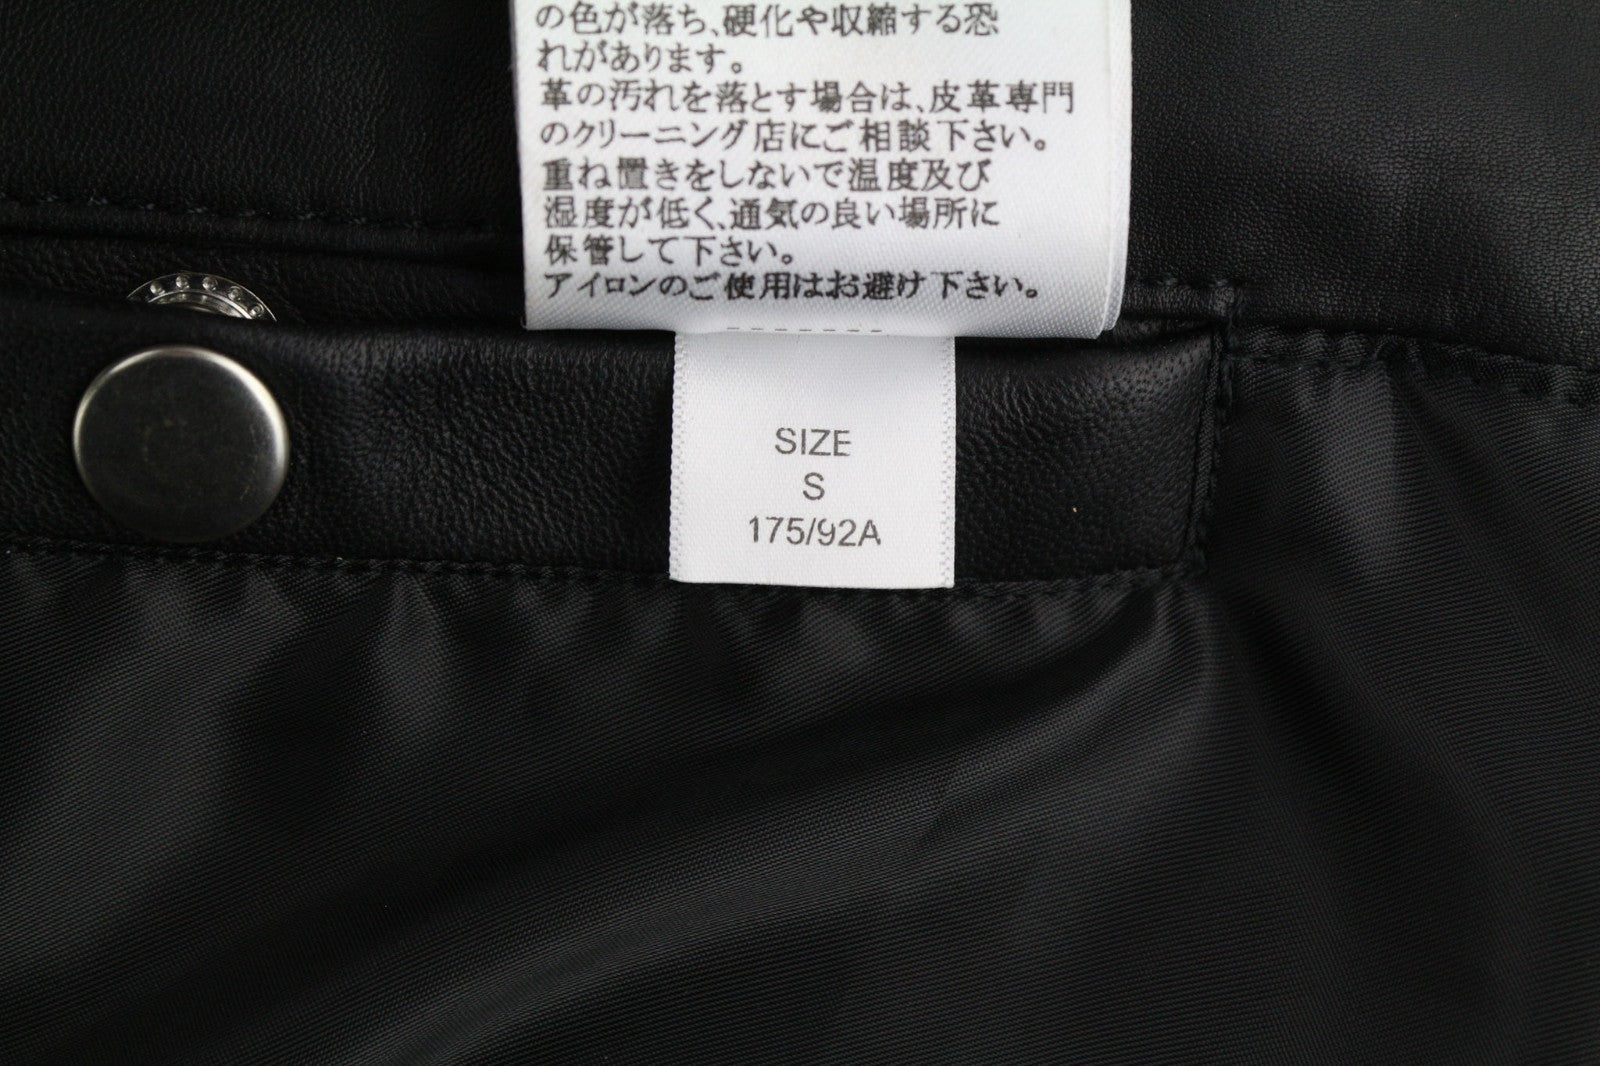 の色が落ち、硬化や収縮する恐
れがあります。
革の汚れを落とす場合は、皮革専門
のクリーニング店にご相談下さい。
重ね置きをしないで温度及び
湿度が低く、通気の良い場所に
保管して下さい。
アイロンのご使用はお避け下さい。
SIZE
S
175/92A